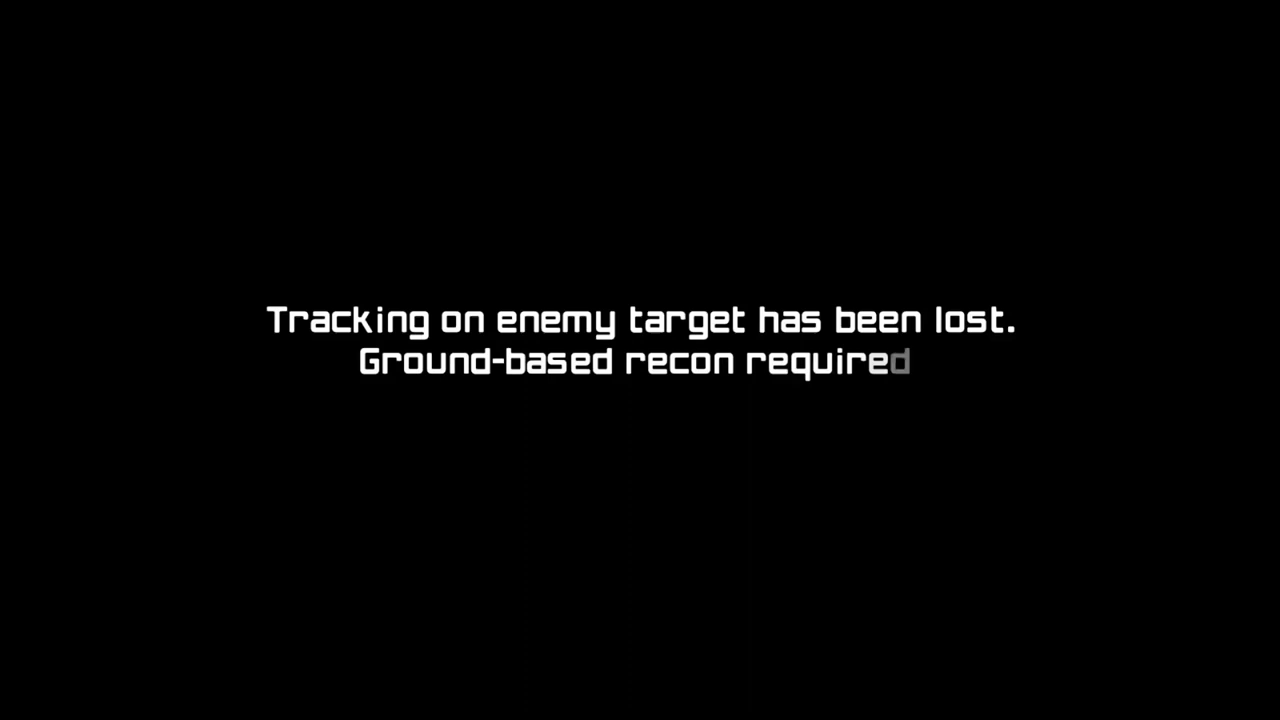 Tracking on enemy target has been lost.
Ground-based recon required